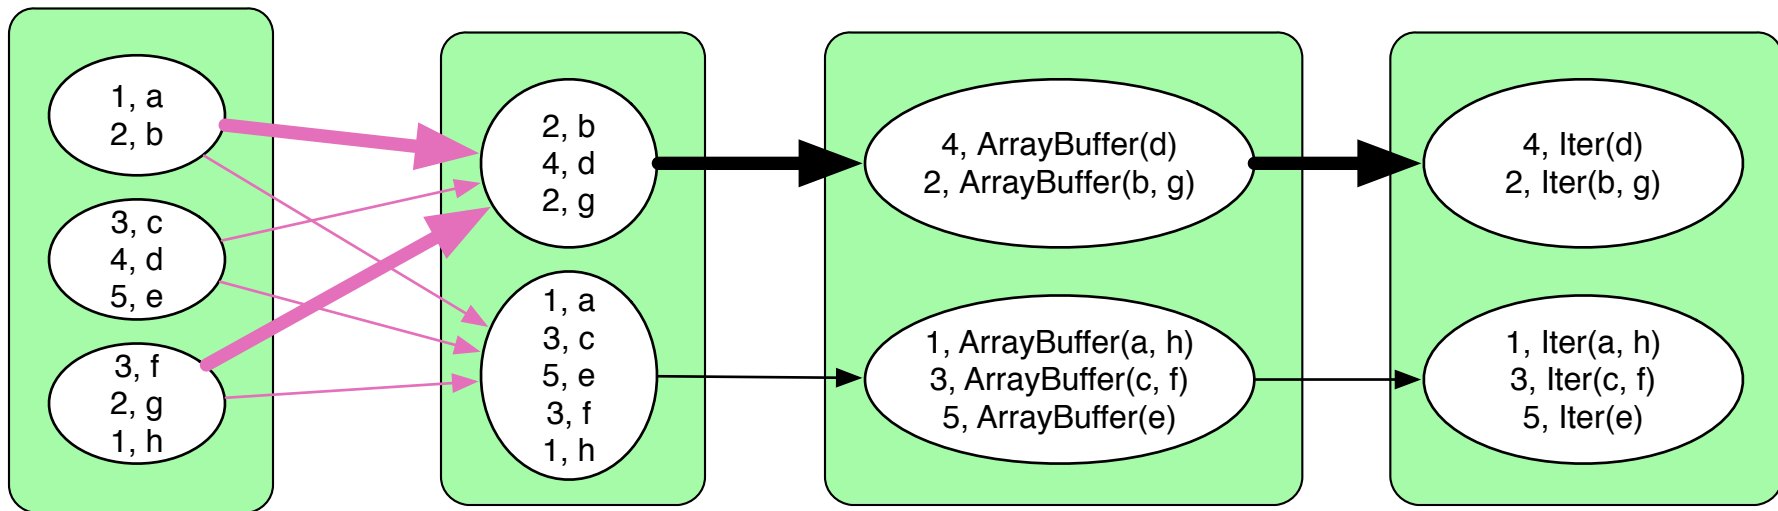 1, a
2, b
3, c
4, d
5, e
3, f
2, g
1, h
2, b
4, d
2, g
1, a
3, c
5, e
3, f
1, h
4, ArrayBuffer(d)
2, ArrayBuffer(b, g)
1, ArrayBuffer(a, h)
3, ArrayBuffer(c, f)
5, ArrayBuffer(e)
4, Iter(d)
2, Iter(b, g)
1, Iter(a, h)
3, Iter(c, f)
5, Iter(e)